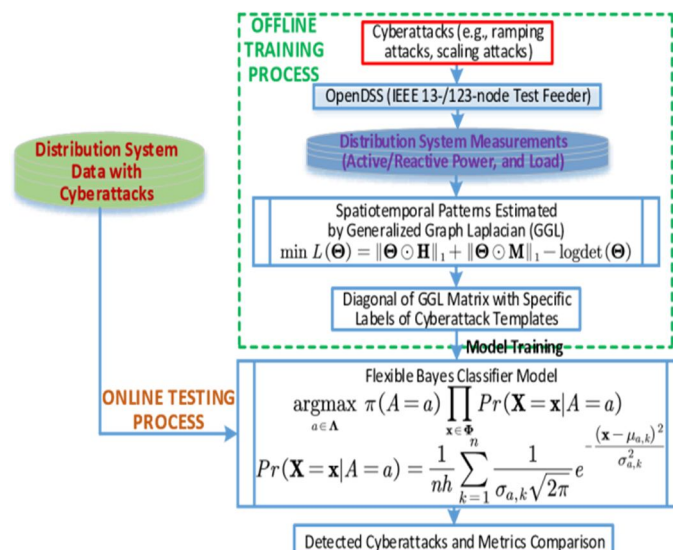 OFFLINE
TRAINING
PROCESS
Cyberattacks (e.g., ramping
attacks, scaling attacks)
OpenDSS (IEEE 13-/123-node Test Feeder)
Distribution System Measurements
(Active/Reactive Power, and Load)
Distribution System
Data with
Cyberattacks
Spatiotemporal Patterns Estimated
by Generalized Graph Laplacian (GGL)
min L(Θ) = ‖Θ⊙H‖₁ + ‖Θ⊙M‖₁ − logdet(Θ)
Diagonal of GGL Matrix with Specific
Labels of Cyberattack Templates
Model Training
Flexible Bayes Classifier Model
argmax π(A=a) ∏ Pr(X=x|A=a)
a∈Λ x∈Φ
Pr(X=x|A=a) = 1/nh ∑ₖ₌₁ⁿ 1/(σₐ,ₖ√2π) e^−(x−μₐ,ₖ)²/σ²ₐ,ₖ
ONLINE TESTING
PROCESS
Detected Cyberattacks and Metrics Comparison